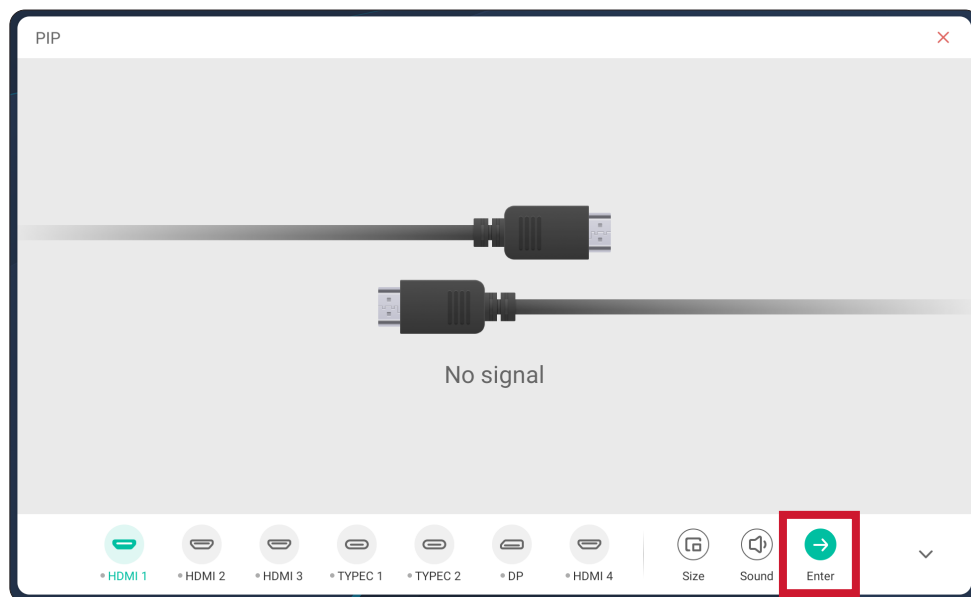 PIP
No signal
HDMI 1 HDMI 2 HDMI 3 TYPEC 1 TYPEC 2 DP HDMI 4 Size Sound Enter